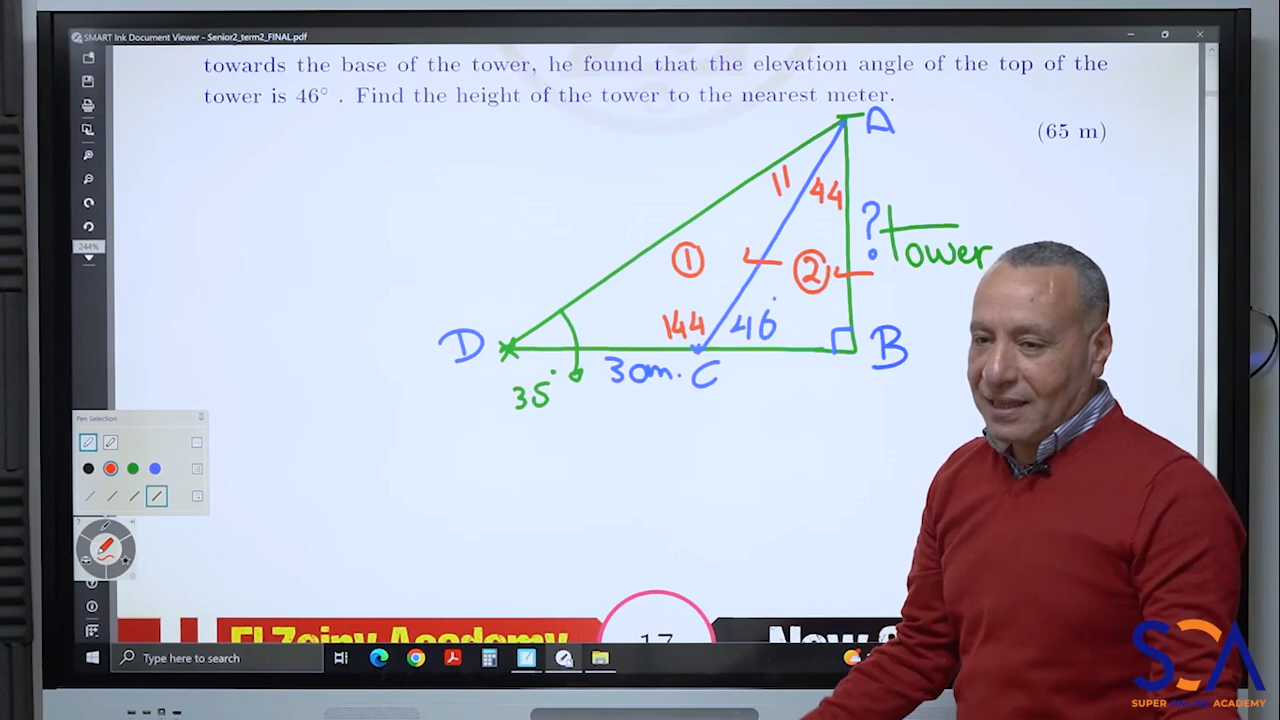 SMART Ink Document Viewer - Senior2_term2_FINAL.pdf
towards the base of the tower, he found that the elevation angle of the top of the
tower is 46° . Find the height of the tower to the nearest meter.
(65 m)
A
11
44
?
tower
1
2
144
46°
D
B
35°
30m.
C
244%
Pen Selection
El Zeiny Academy
17
Type here to search
SCA
SUPER ONLINE ACADEMY